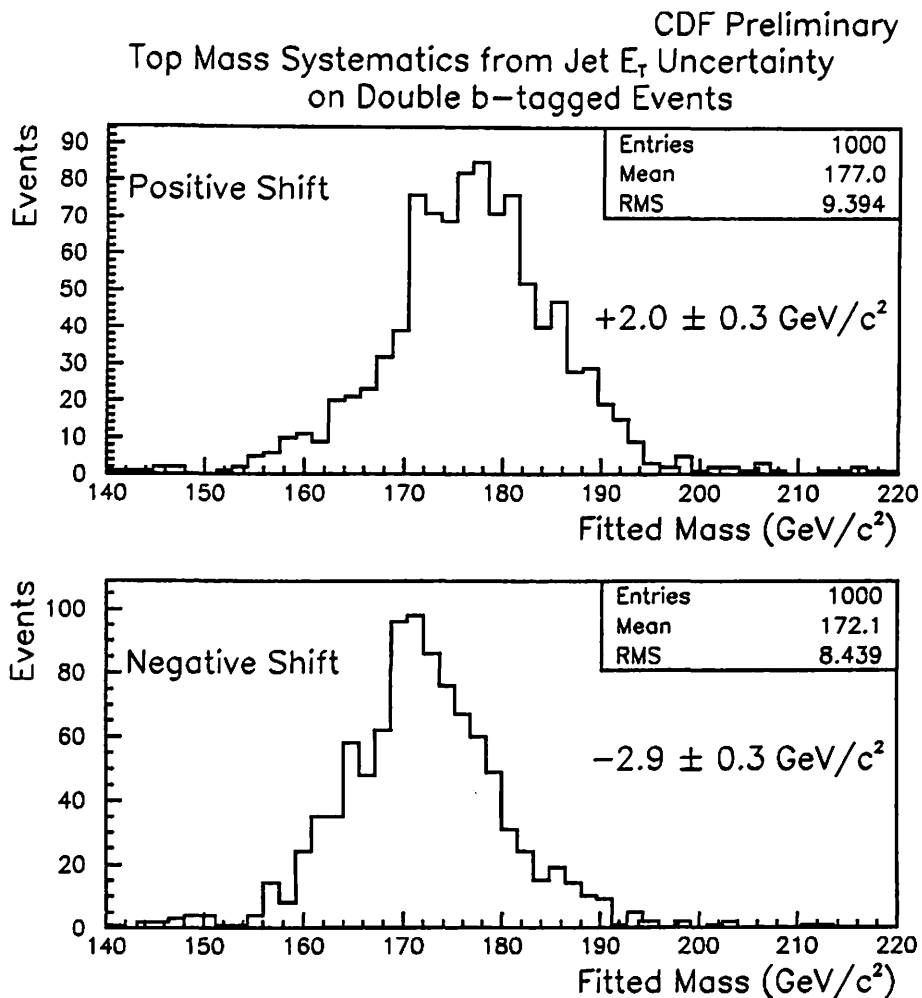 CDF Preliminary
Top Mass Systematics from Jet E_T Uncertainty
on Double b-tagged Events
Events
90
80
70
60
50
40
30
20
10
0
Positive Shift
Entries 1000
Mean 177.0
RMS 9.394
+2.0 ± 0.3 GeV/c²
140 150 160 170 180 190 200 210 220
Fitted Mass (GeV/c²)
Events
100
80
60
40
20
0
Negative Shift
Entries 1000
Mean 172.1
RMS 8.439
−2.9 ± 0.3 GeV/c²
140 150 160 170 180 190 200 210 220
Fitted Mass (GeV/c²)